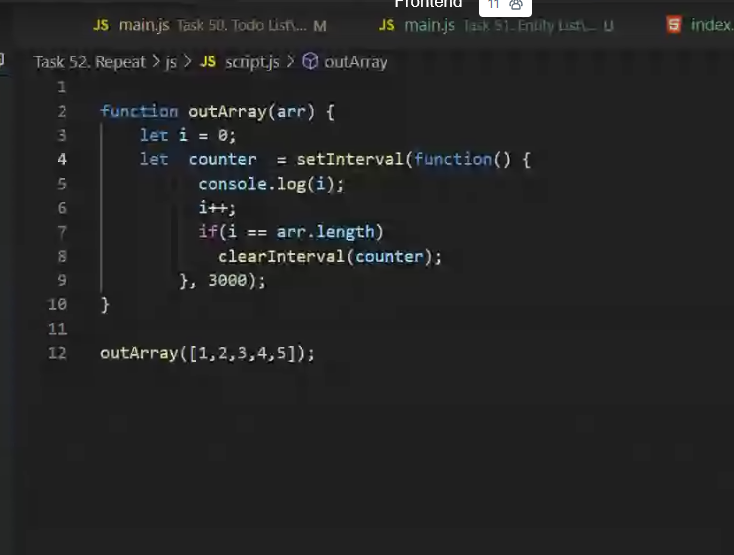 Frontend 11
JS main.js Task 50. Todo List\... M JS main.js Task 51. Entity List\... U index.
Task 52. Repeat > js > JS script.js > outArray
1
2 function outArray(arr) {
3 let i = 0;
4 let counter = setInterval(function() {
5 console.log(i);
6 i++;
7 if(i == arr.length)
8 clearInterval(counter);
9 }, 3000);
10 }
11
12 outArray([1,2,3,4,5]);